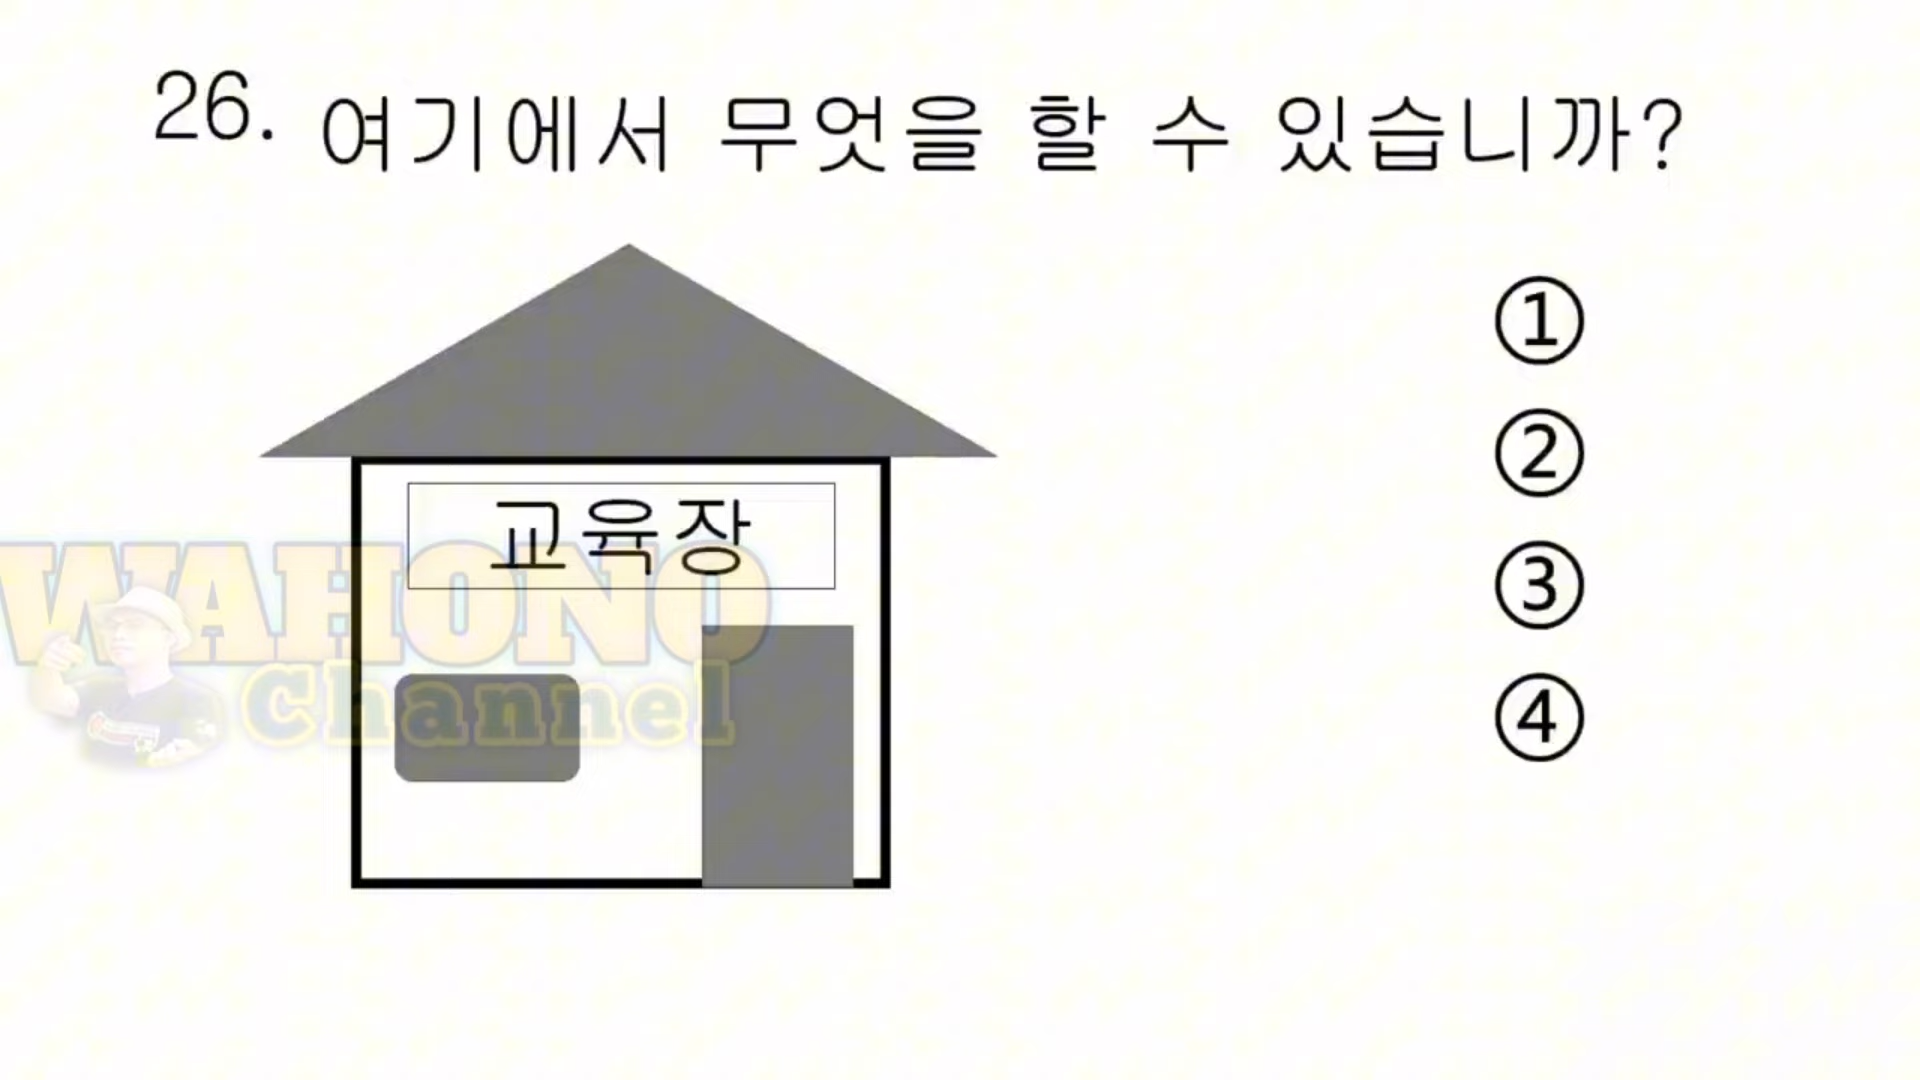 26. 여기에서 무엇을 할 수 있습니까?
①
②
③
④
교육장
WAHONO
Channel